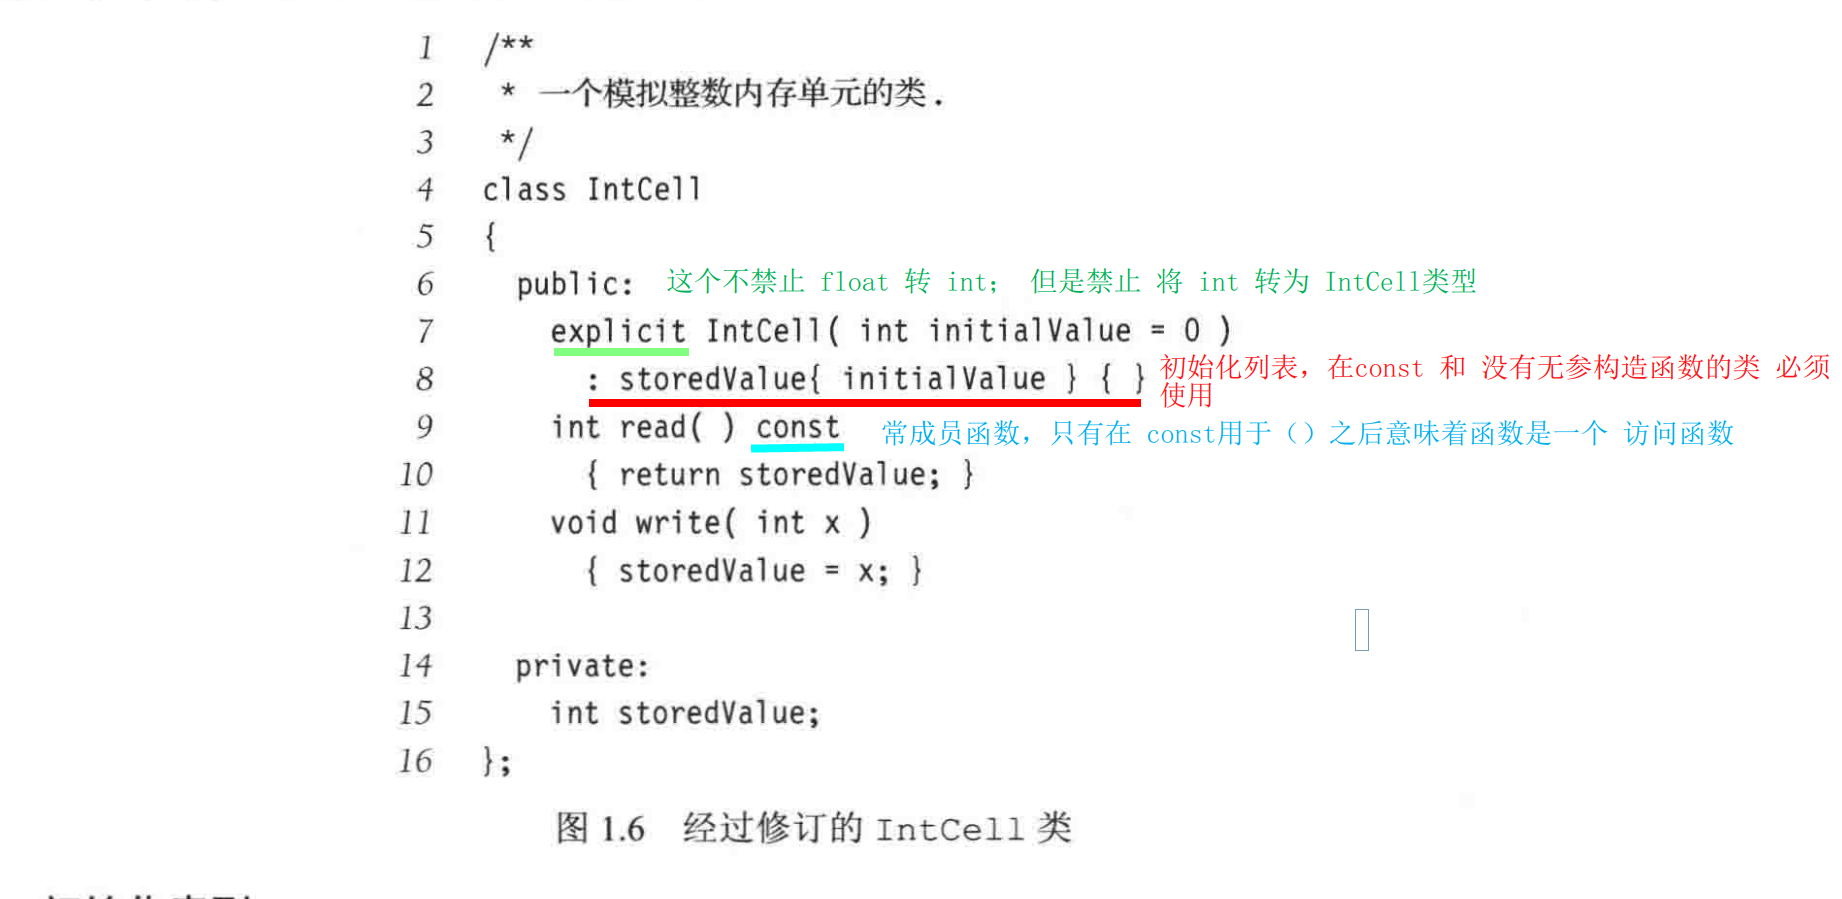 1 /**
2 * 一个模拟整数内存单元的类.
3 */
4 class IntCell
5 {
6 public: 这个不禁止 float 转 int; 但是禁止 将 int 转为 IntCell类型
7 explicit IntCell( int initialValue = 0 )
8 : storedValue{ initialValue } { } 初始化列表，在const 和 没有无参构造函数的类 必须
使用
9 int read( ) const 常成员函数，只有在 const用于（）之后意味着函数是一个 访问函数
10 { return storedValue; }
11 void write( int x )
12 { storedValue = x; }
13
14 private:
15 int storedValue;
16 };
图 1.6 经过修订的 IntCell 类